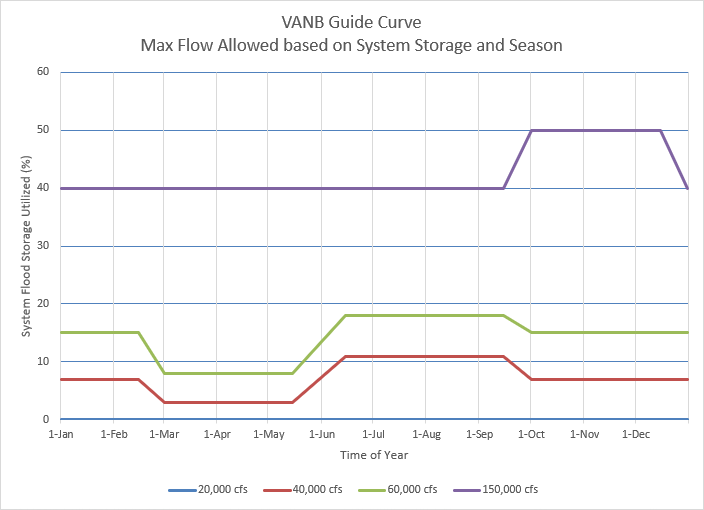 VANB Guide Curve
Max Flow Allowed based on System Storage and Season
System Flood Storage Utilized (%)
60
50
40
30
20
10
0
1-Jan 1-Feb 1-Mar 1-Apr 1-May 1-Jun 1-Jul 1-Aug 1-Sep 1-Oct 1-Nov 1-Dec
Time of Year
20,000 cfs 40,000 cfs 60,000 cfs 150,000 cfs